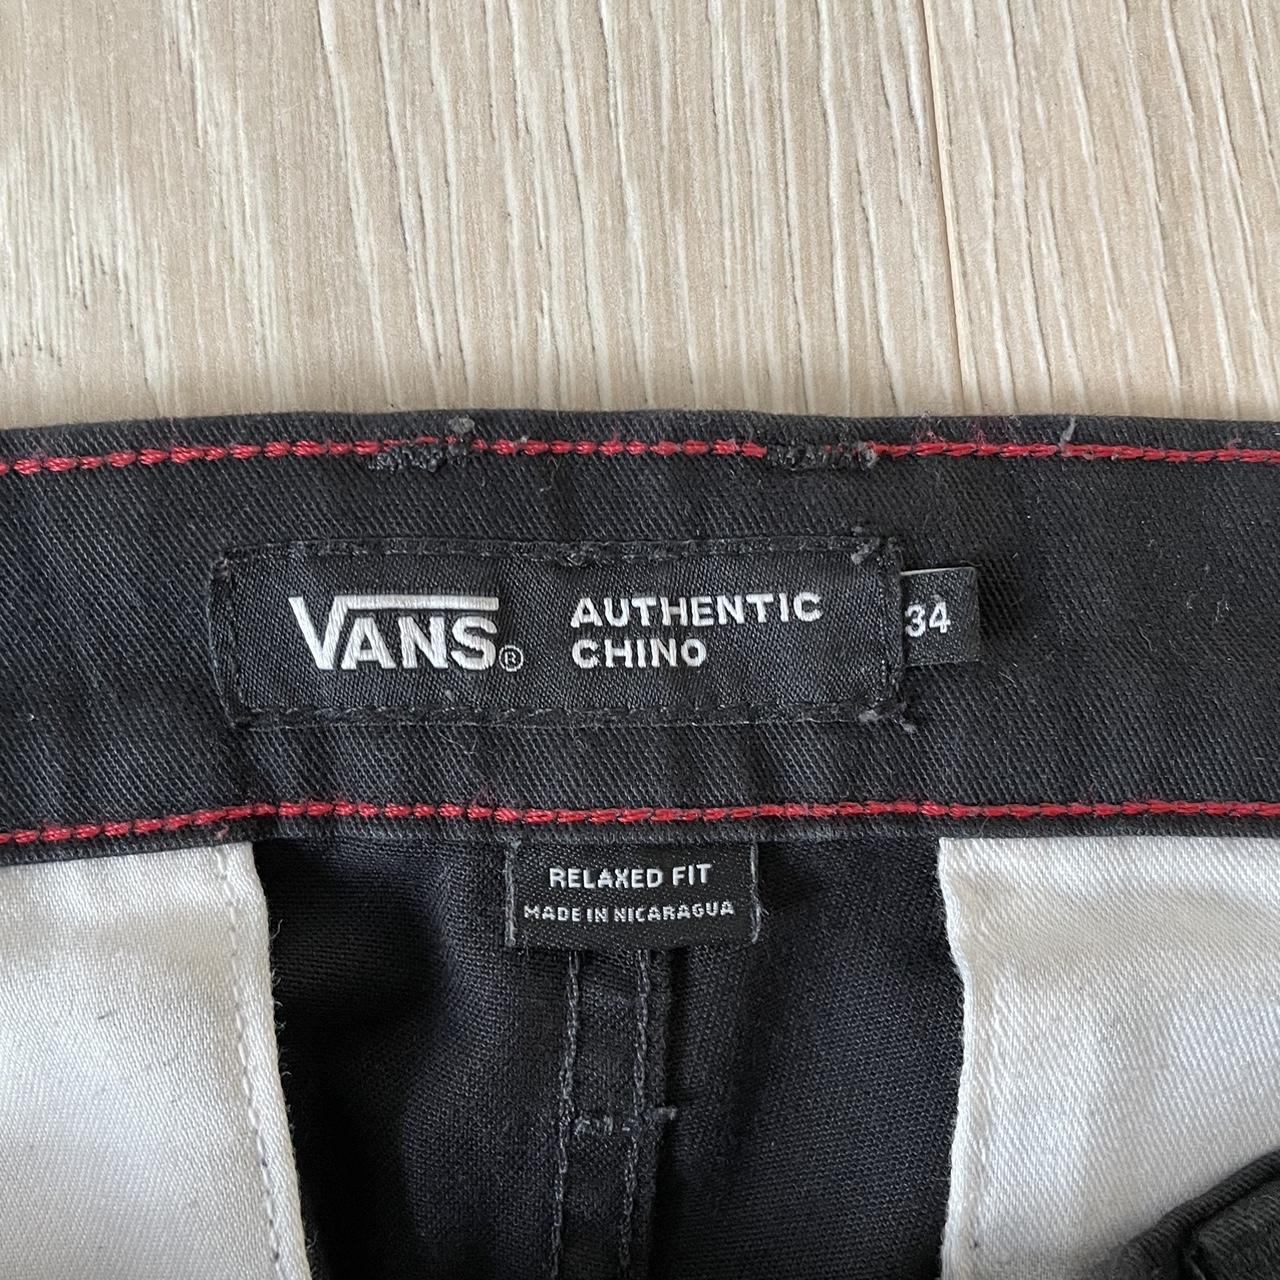 VANS® AUTHENTIC
CHINO
34
RELAXED FIT
MADE IN NICARAGUA